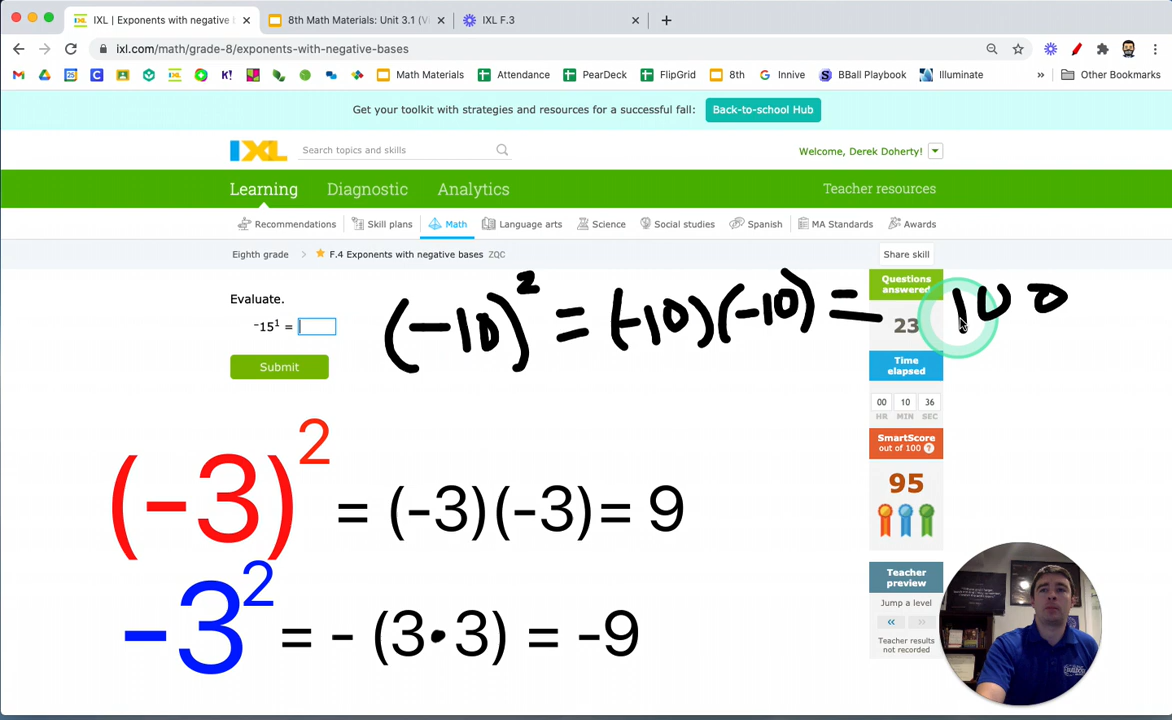 IXL | Exponents with negative b
8th Math Materials: Unit 3.1 (Vi
IXL F.3
ixl.com/math/grade-8/exponents-with-negative-bases
Math Materials Attendance PearDeck FlipGrid 8th Innive BBall Playbook Illuminate » Other Bookmarks
Get your toolkit with strategies and resources for a successful fall: Back-to-school Hub
IXL Search topics and skills Welcome, Derek Doherty!
Learning Diagnostic Analytics Teacher resources
Recommendations Skill plans Math Language arts Science Social studies Spanish MA Standards Awards
Eighth grade > F.4 Exponents with negative bases ZQC Share skill
Evaluate.
⁻15¹ =
Submit
(-10)² = (-10)(-10) = 100
Questions answered
23
Time elapsed
00 10 36
HR MIN SEC
SmartScore
out of 100 ?
95
(-3)² = (-3)(-3) = 9
-3² = - (3•3) = -9
Teacher preview
Jump a level
« »
Teacher results not recorded